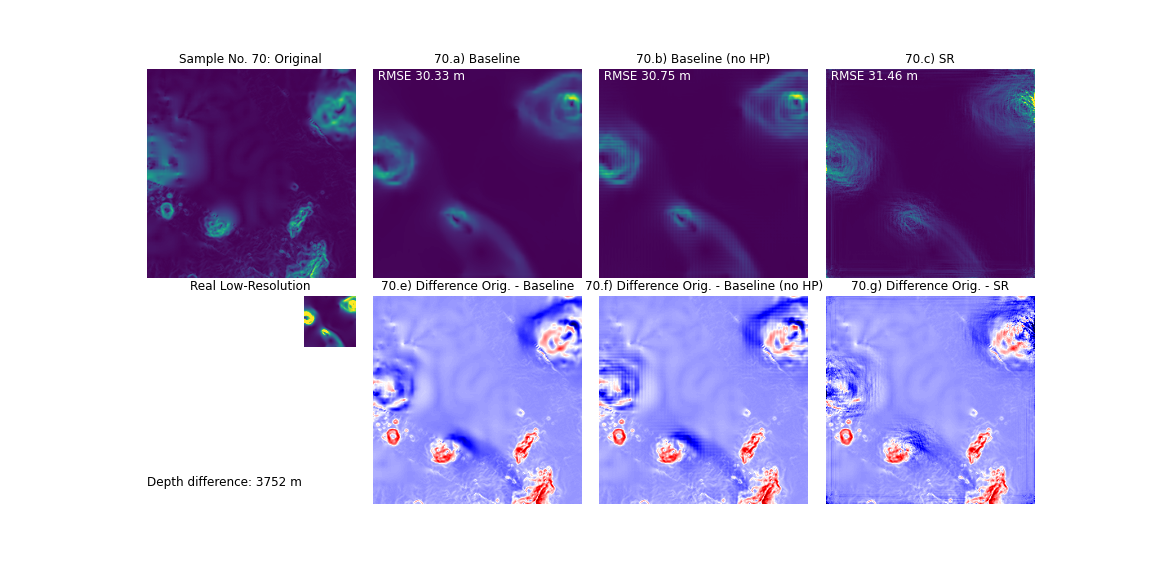 Sample No. 70: Original
70.a) Baseline
70.b) Baseline (no HP)
70.c) SR
RMSE 30.33 m
RMSE 30.75 m
RMSE 31.46 m
Real Low-Resolution
70.e) Difference Orig. - Baseline
70.f) Difference Orig. - Baseline (no HP)
70.g) Difference Orig. - SR
Depth difference: 3752 m